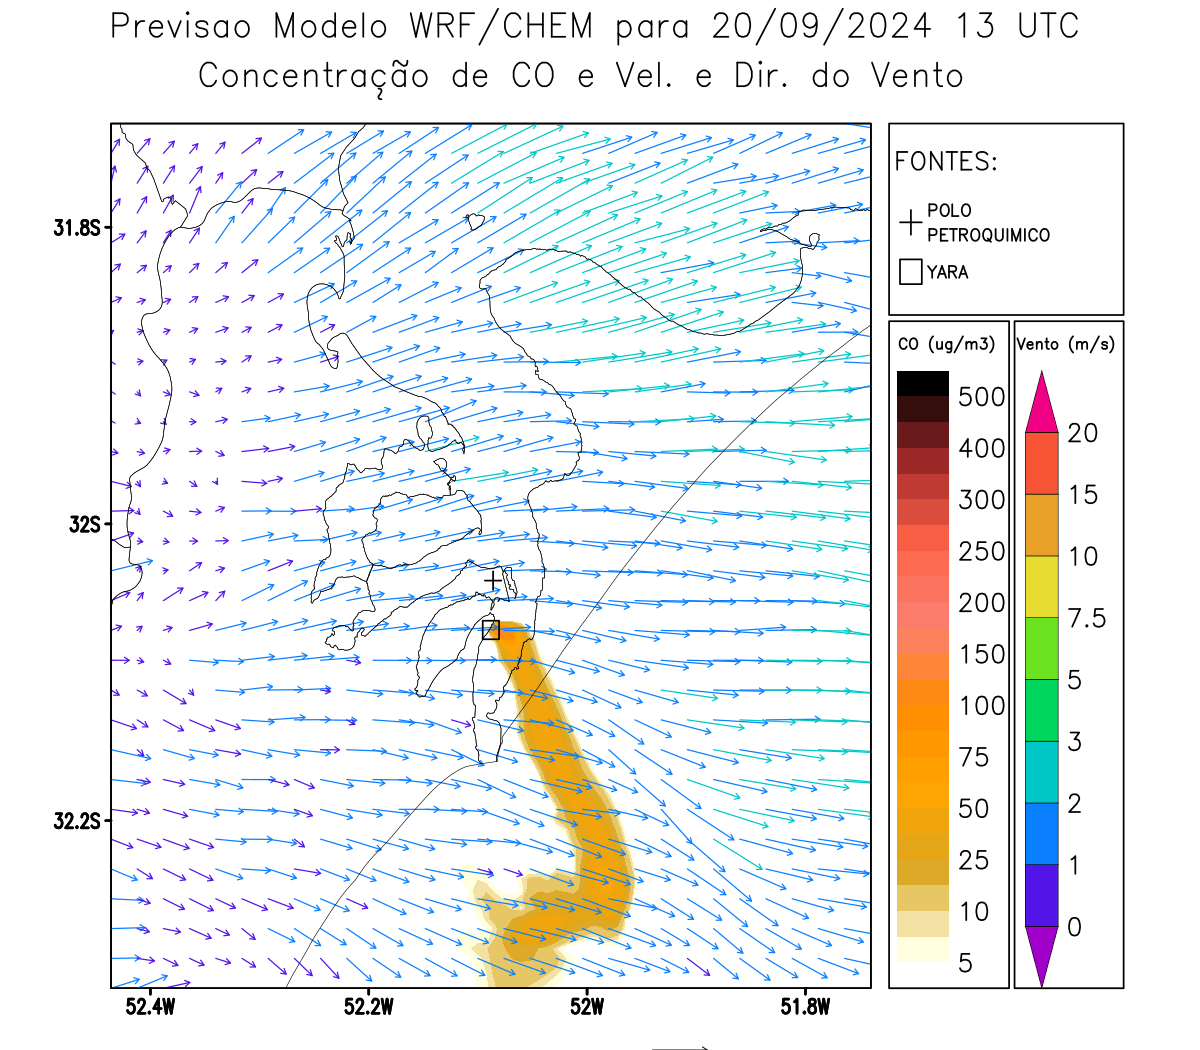 Previsao Modelo WRF/CHEM para 20/09/2024 13 UTC
Concentração de CO e Vel. e Dir. do Vento
FONTES:
POLO
PETROQUIMICO
YARA
31.8S
32S
32.2S
52.4W
52.2W
52W
51.8W
CO (ug/m3)
500
400
300
250
200
150
100
75
50
25
10
5
Vento (m/s)
20
15
10
7.5
5
3
2
1
0